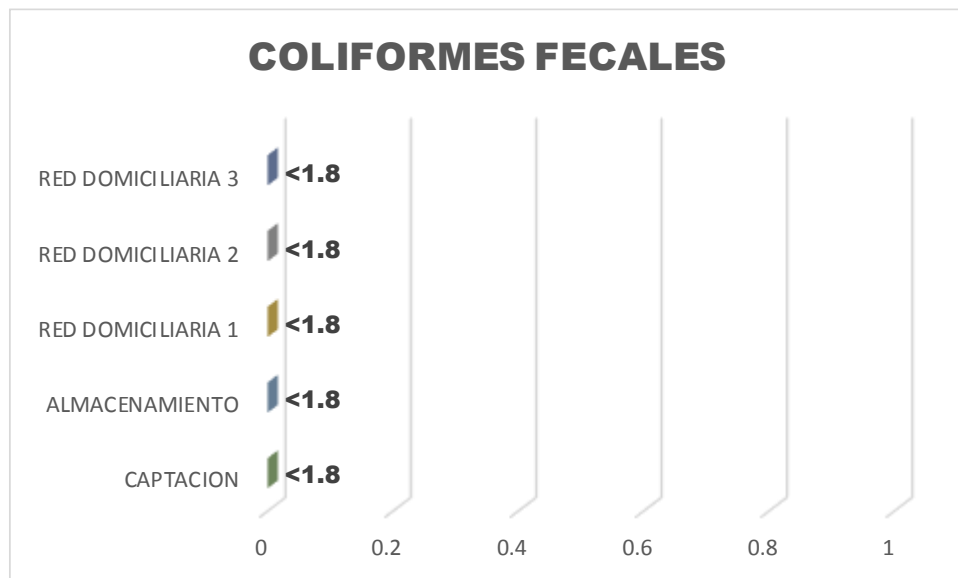 COLIFORMES FECALES
RED DOMICILIARIA 3 <1.8
RED DOMICILIARIA 2 <1.8
RED DOMICILIARIA 1 <1.8
ALMACENAMIENTO <1.8
CAPTACION <1.8
0 0.2 0.4 0.6 0.8 1